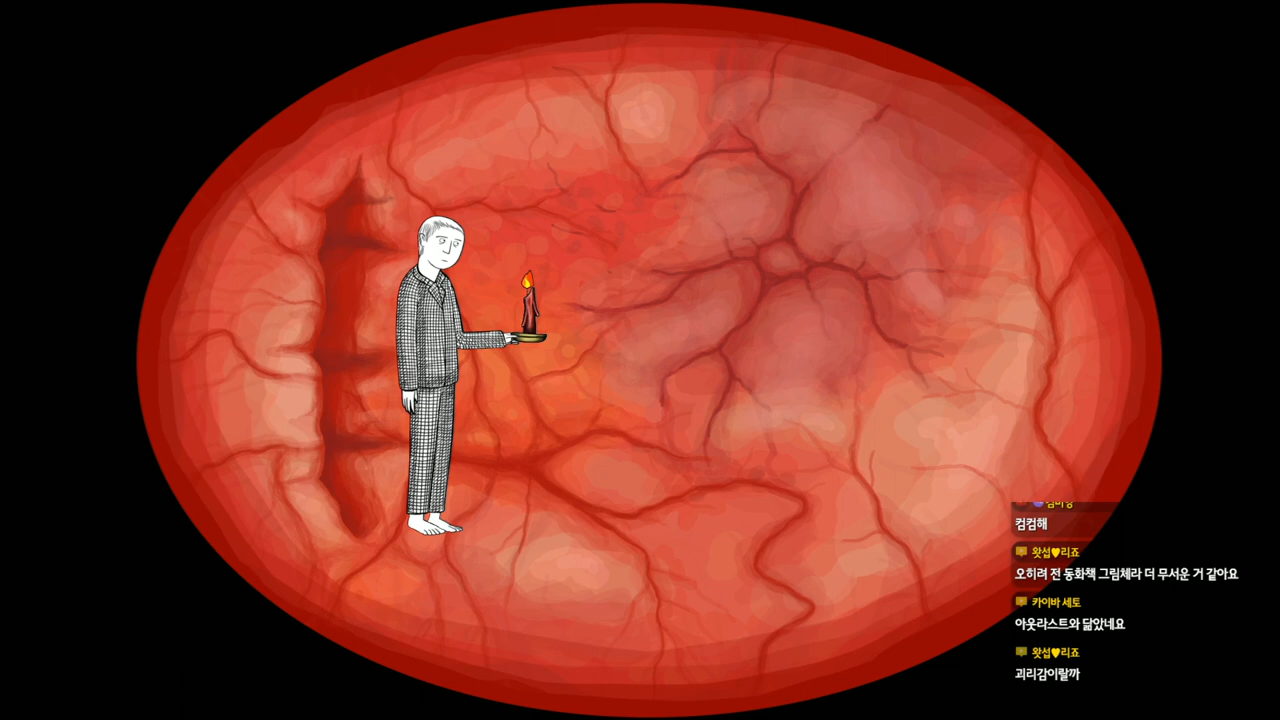 컴컴해
왓섭♥리죠
오히려 전 동화책 그림체라 더 무서운 거 같아요
카이바 세토
아웃라스트와 닮았네요
왓섭♥리죠
괴리감이랄까